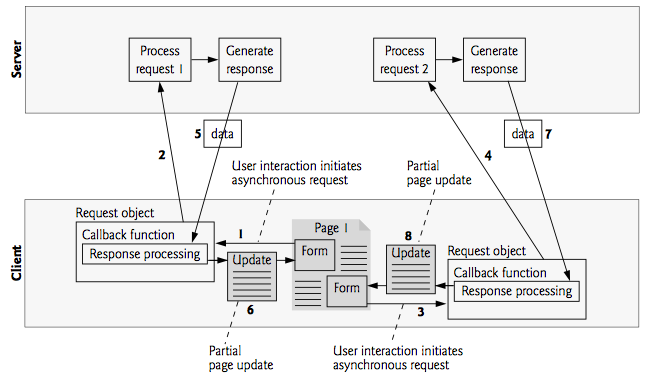 Server
Process
request 1
Generate
response
Process
request 2
Generate
response
5
data
data
7
2
4
User interaction initiates
asynchronous request
Partial
page update
Client
Request object
Callback function
Response processing
1
Page 1
Form
Update
6
8
Update
Form
3
Request object
Callback function
Response processing
Partial
page update
User interaction initiates
asynchronous request